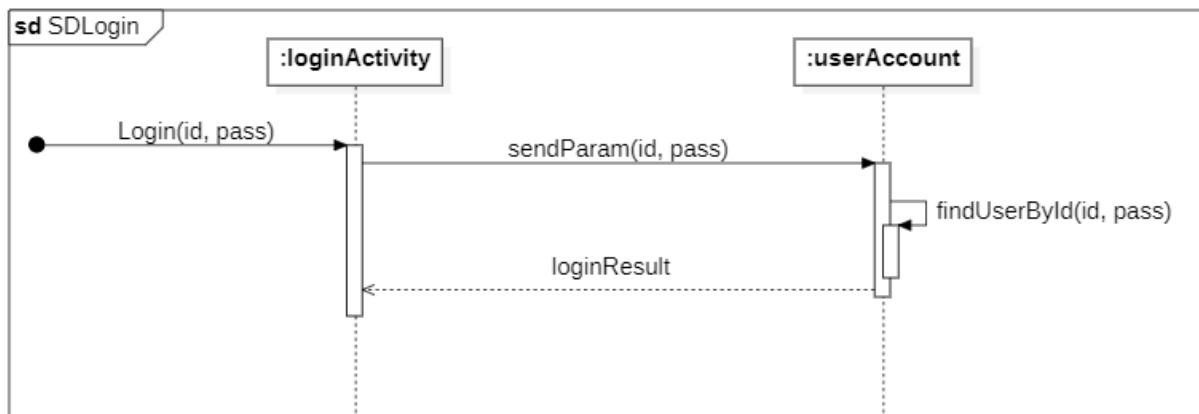 sd SDLogin
:loginActivity
:userAccount
Login(id, pass)
sendParam(id, pass)
findUserById(id, pass)
loginResult